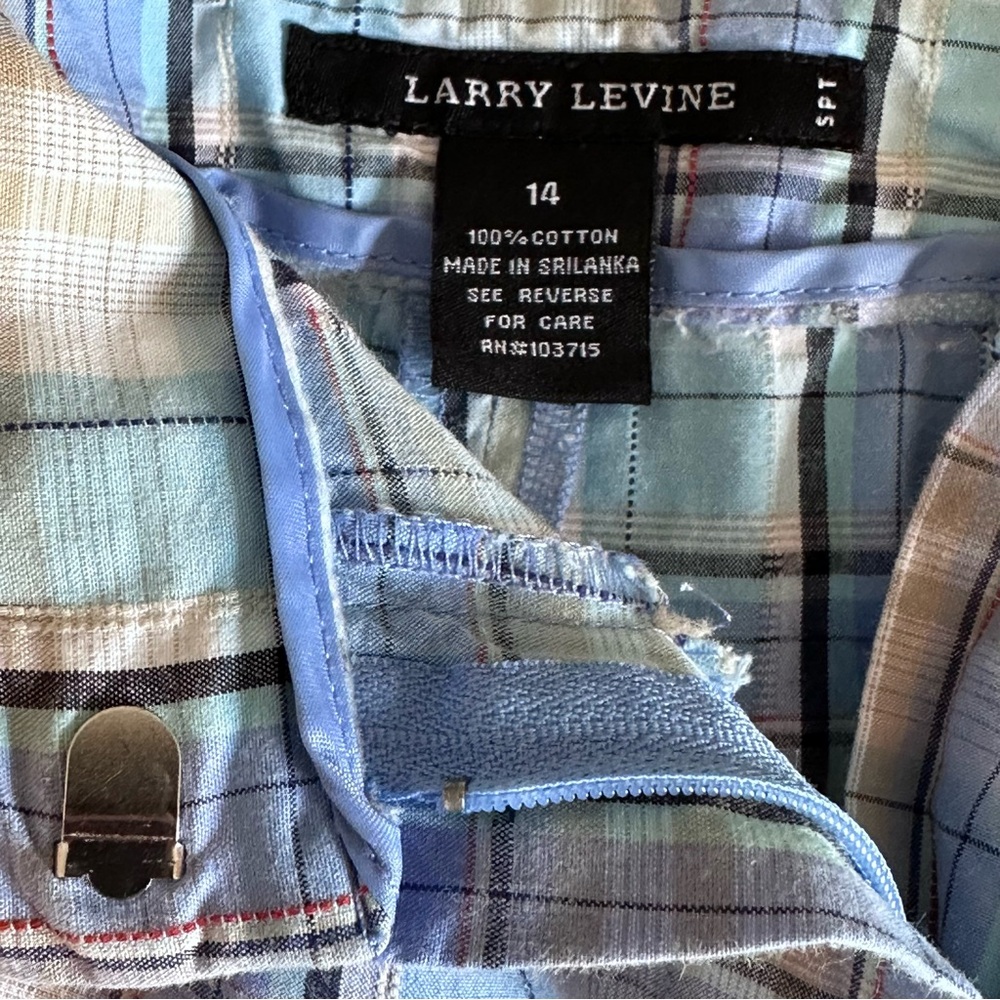 LARRY LEVINE
SPT
14
100% COTTON
MADE IN SRILANKA
SEE REVERSE
FOR CARE
RN#103715